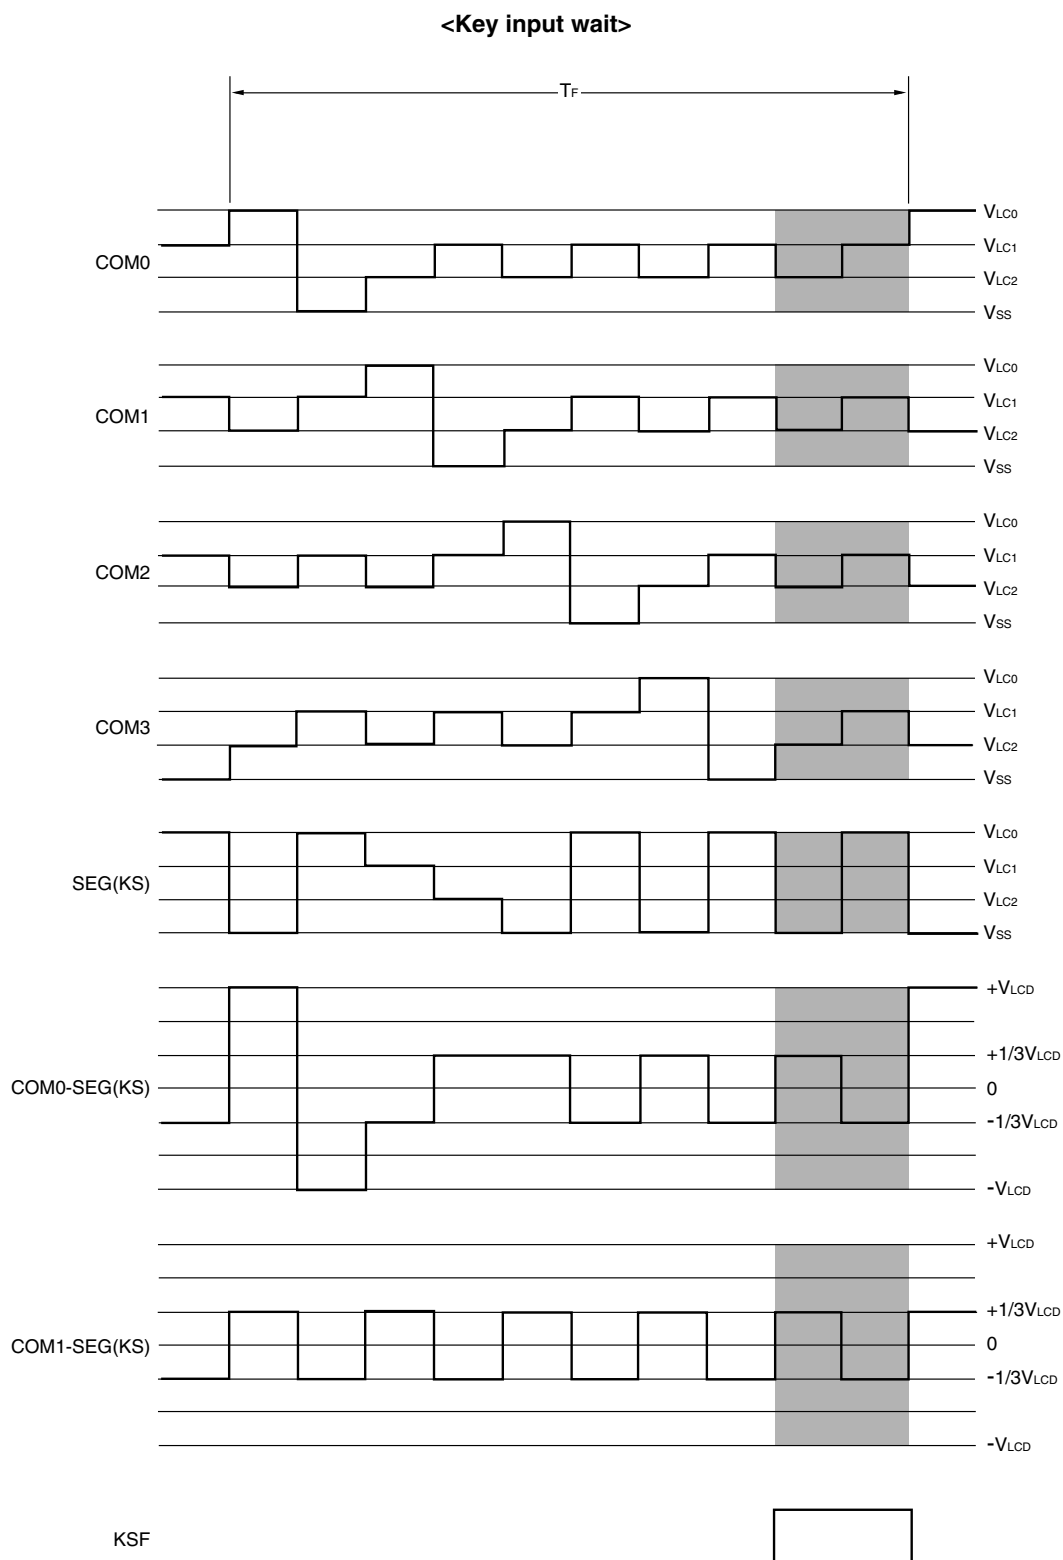 <Key input wait>
TF
COM0
VLC0
VLC1
VLC2
VSS
COM1
VLC0
VLC1
VLC2
VSS
COM2
VLC0
VLC1
VLC2
VSS
COM3
VLC0
VLC1
VLC2
VSS
SEG(KS)
VLC0
VLC1
VLC2
VSS
COM0-SEG(KS)
+VLCD
+1/3VLCD
0
-1/3VLCD
-VLCD
COM1-SEG(KS)
+VLCD
+1/3VLCD
0
-1/3VLCD
-VLCD
KSF